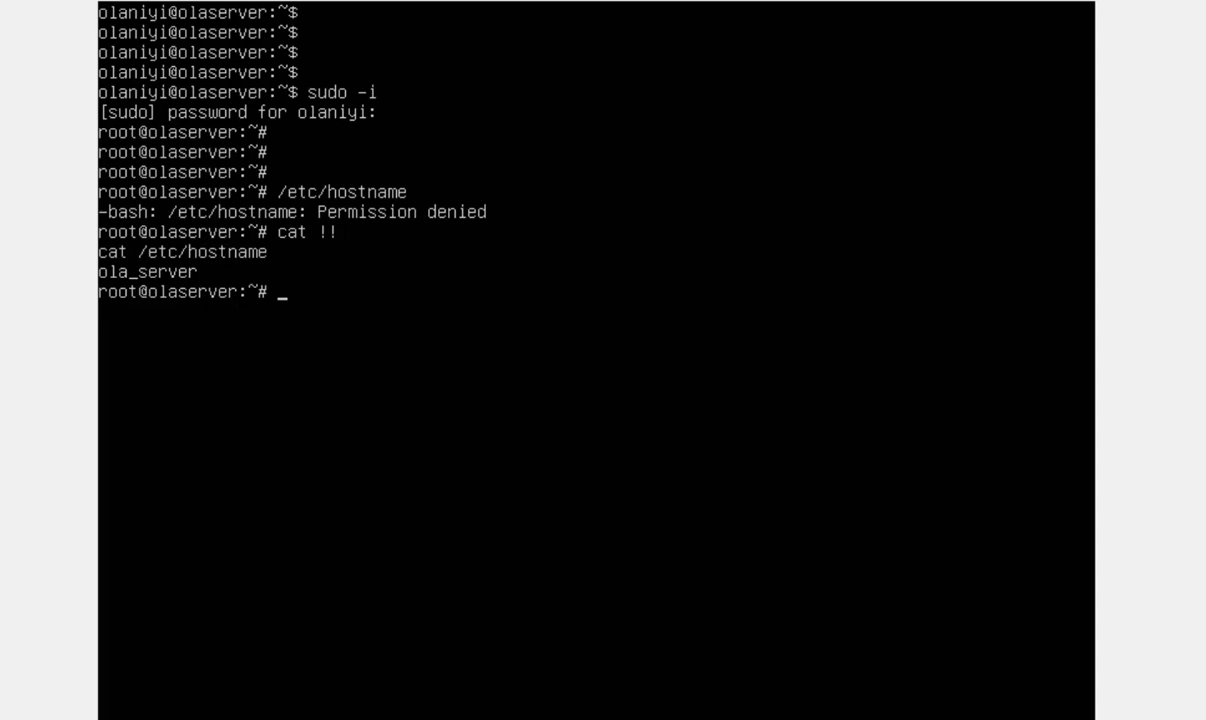 olaniyi@olaserver:~$
olaniyi@olaserver:~$
olaniyi@olaserver:~$
olaniyi@olaserver:~$
olaniyi@olaserver:~$ sudo -i
[sudo] password for olaniyi:
root@olaserver:~#
root@olaserver:~#
root@olaserver:~#
root@olaserver:~# /etc/hostname
-bash: /etc/hostname: Permission denied
root@olaserver:~# cat !!
cat /etc/hostname
ola_server
root@olaserver:~# _